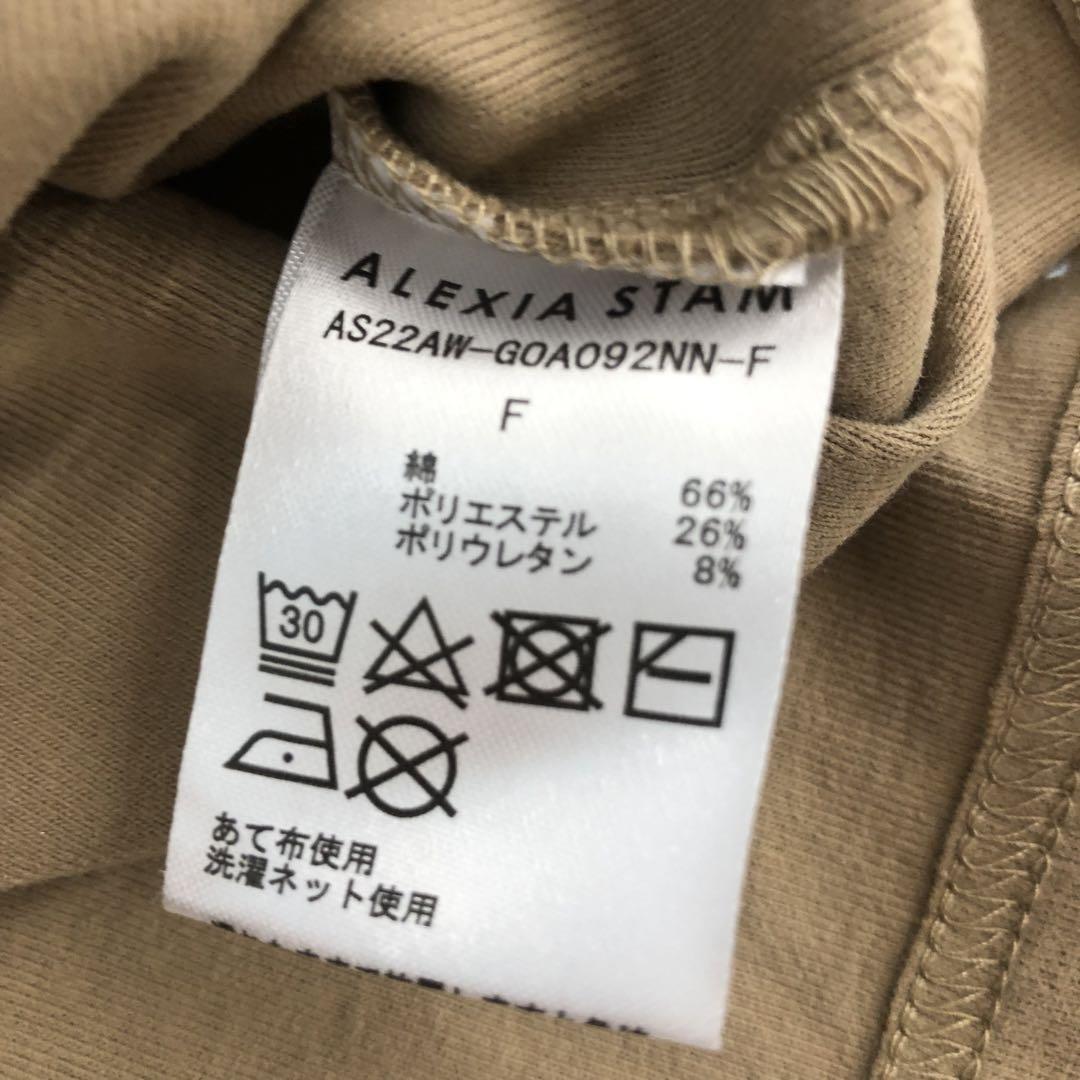 ALEXIA STAM
AS22AW-GOA092NN-F
F
綿 66%
ポリエステル 26%
ポリウレタン 8%
30
あて布使用
洗濯ネット使用